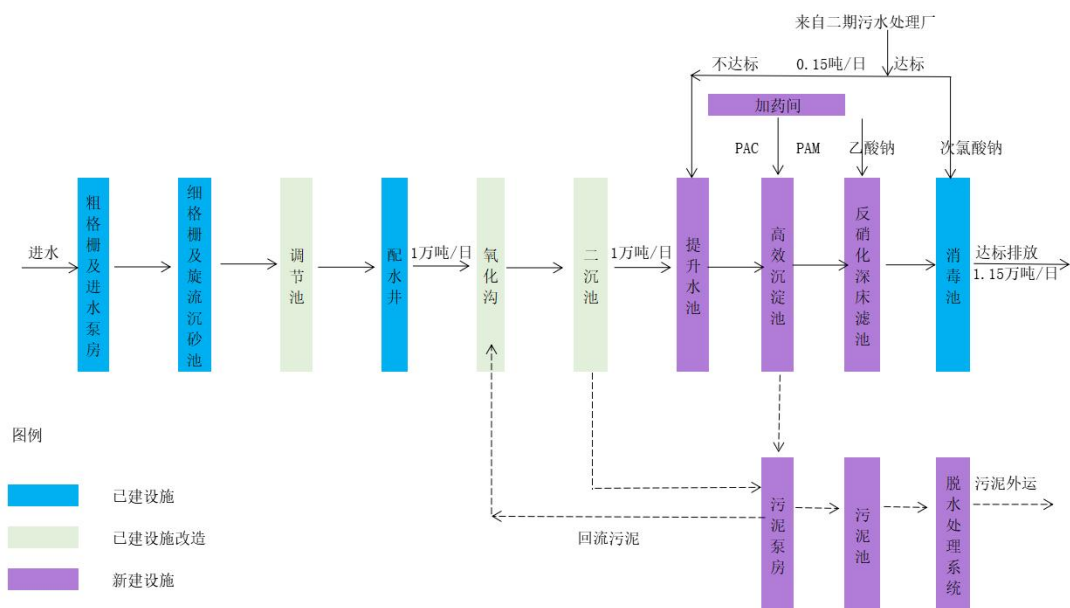 来自二期污水处理厂
不达标 0.15吨/日 达标
加药间
PAC PAM 乙酸钠 次氯酸钠
进水
粗格栅及进水泵房
细格栅及旋流沉砂池
调节池
配水井
1万吨/日
氧化沟
二沉池
1万吨/日
提升水池
高效沉淀池
反硝化深床滤池
消毒池
达标排放
1.15万吨/日
图例
已建设施
已建设施改造
新建设施
回流污泥
污泥泵房
污泥池
脱水处理系统
污泥外运